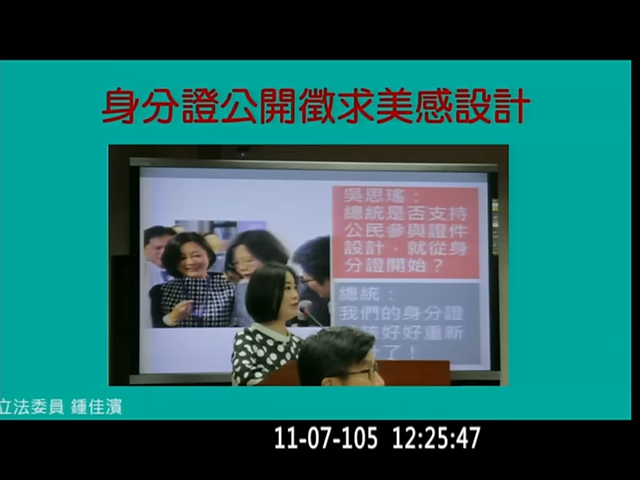 身分證公開徵求美感設計
吳思瑤：
總統是否支持
公民參與證件
設計，就從身
分證開始？
總統：
我們的身分證
該好好重新
了！
立法委員 鍾佳濱
11-07-105 12:25:47